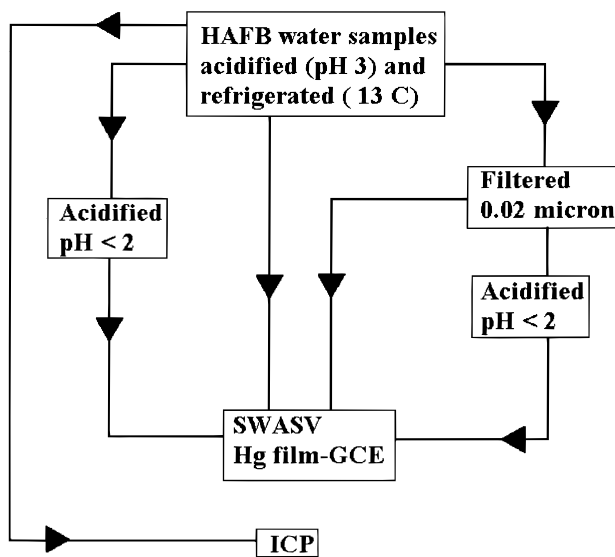 HAFB water samples
acidified (pH 3) and
refrigerated ( 13 C)
Acidified
pH < 2
Filtered
0.02 micron
Acidified
pH < 2
SWASV
Hg film-GCE
ICP